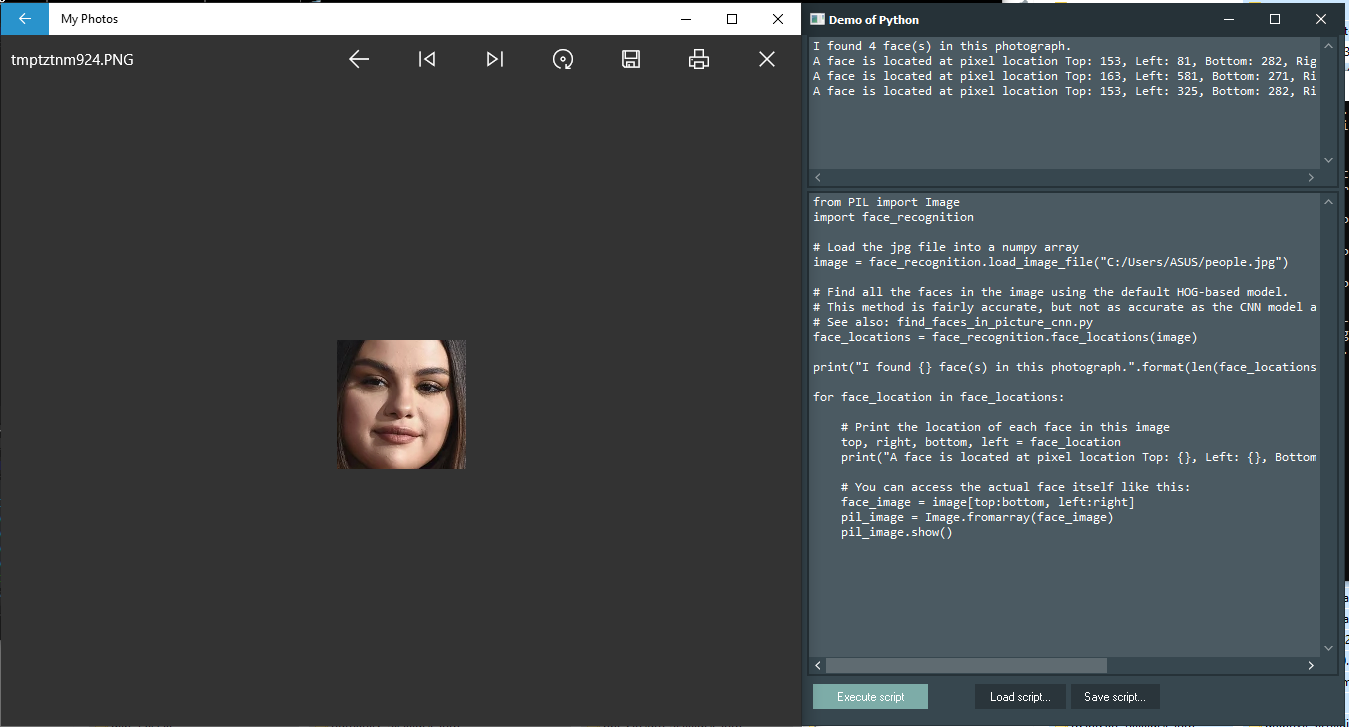 My Photos
tmptztnm924.PNG
Demo of Python
I found 4 face(s) in this photograph.
A face is located at pixel location Top: 153, Left: 81, Bottom: 282, Rig
A face is located at pixel location Top: 163, Left: 581, Bottom: 271, Ri
A face is located at pixel location Top: 153, Left: 325, Bottom: 282, Ri
from PIL import Image
import face_recognition
# Load the jpg file into a numpy array
image = face_recognition.load_image_file("C:/Users/ASUS/people.jpg")
# Find all the faces in the image using the default HOG-based model.
# This method is fairly accurate, but not as accurate as the CNN model a
# See also: find_faces_in_picture_cnn.py
face_locations = face_recognition.face_locations(image)
print("I found {} face(s) in this photograph.".format(len(face_locations
for face_location in face_locations:
# Print the location of each face in this image
top, right, bottom, left = face_location
print("A face is located at pixel location Top: {}, Left: {}, Bottom
# You can access the actual face itself like this:
face_image = image[top:bottom, left:right]
pil_image = Image.fromarray(face_image)
pil_image.show()
Execute script
Load script...
Save script...